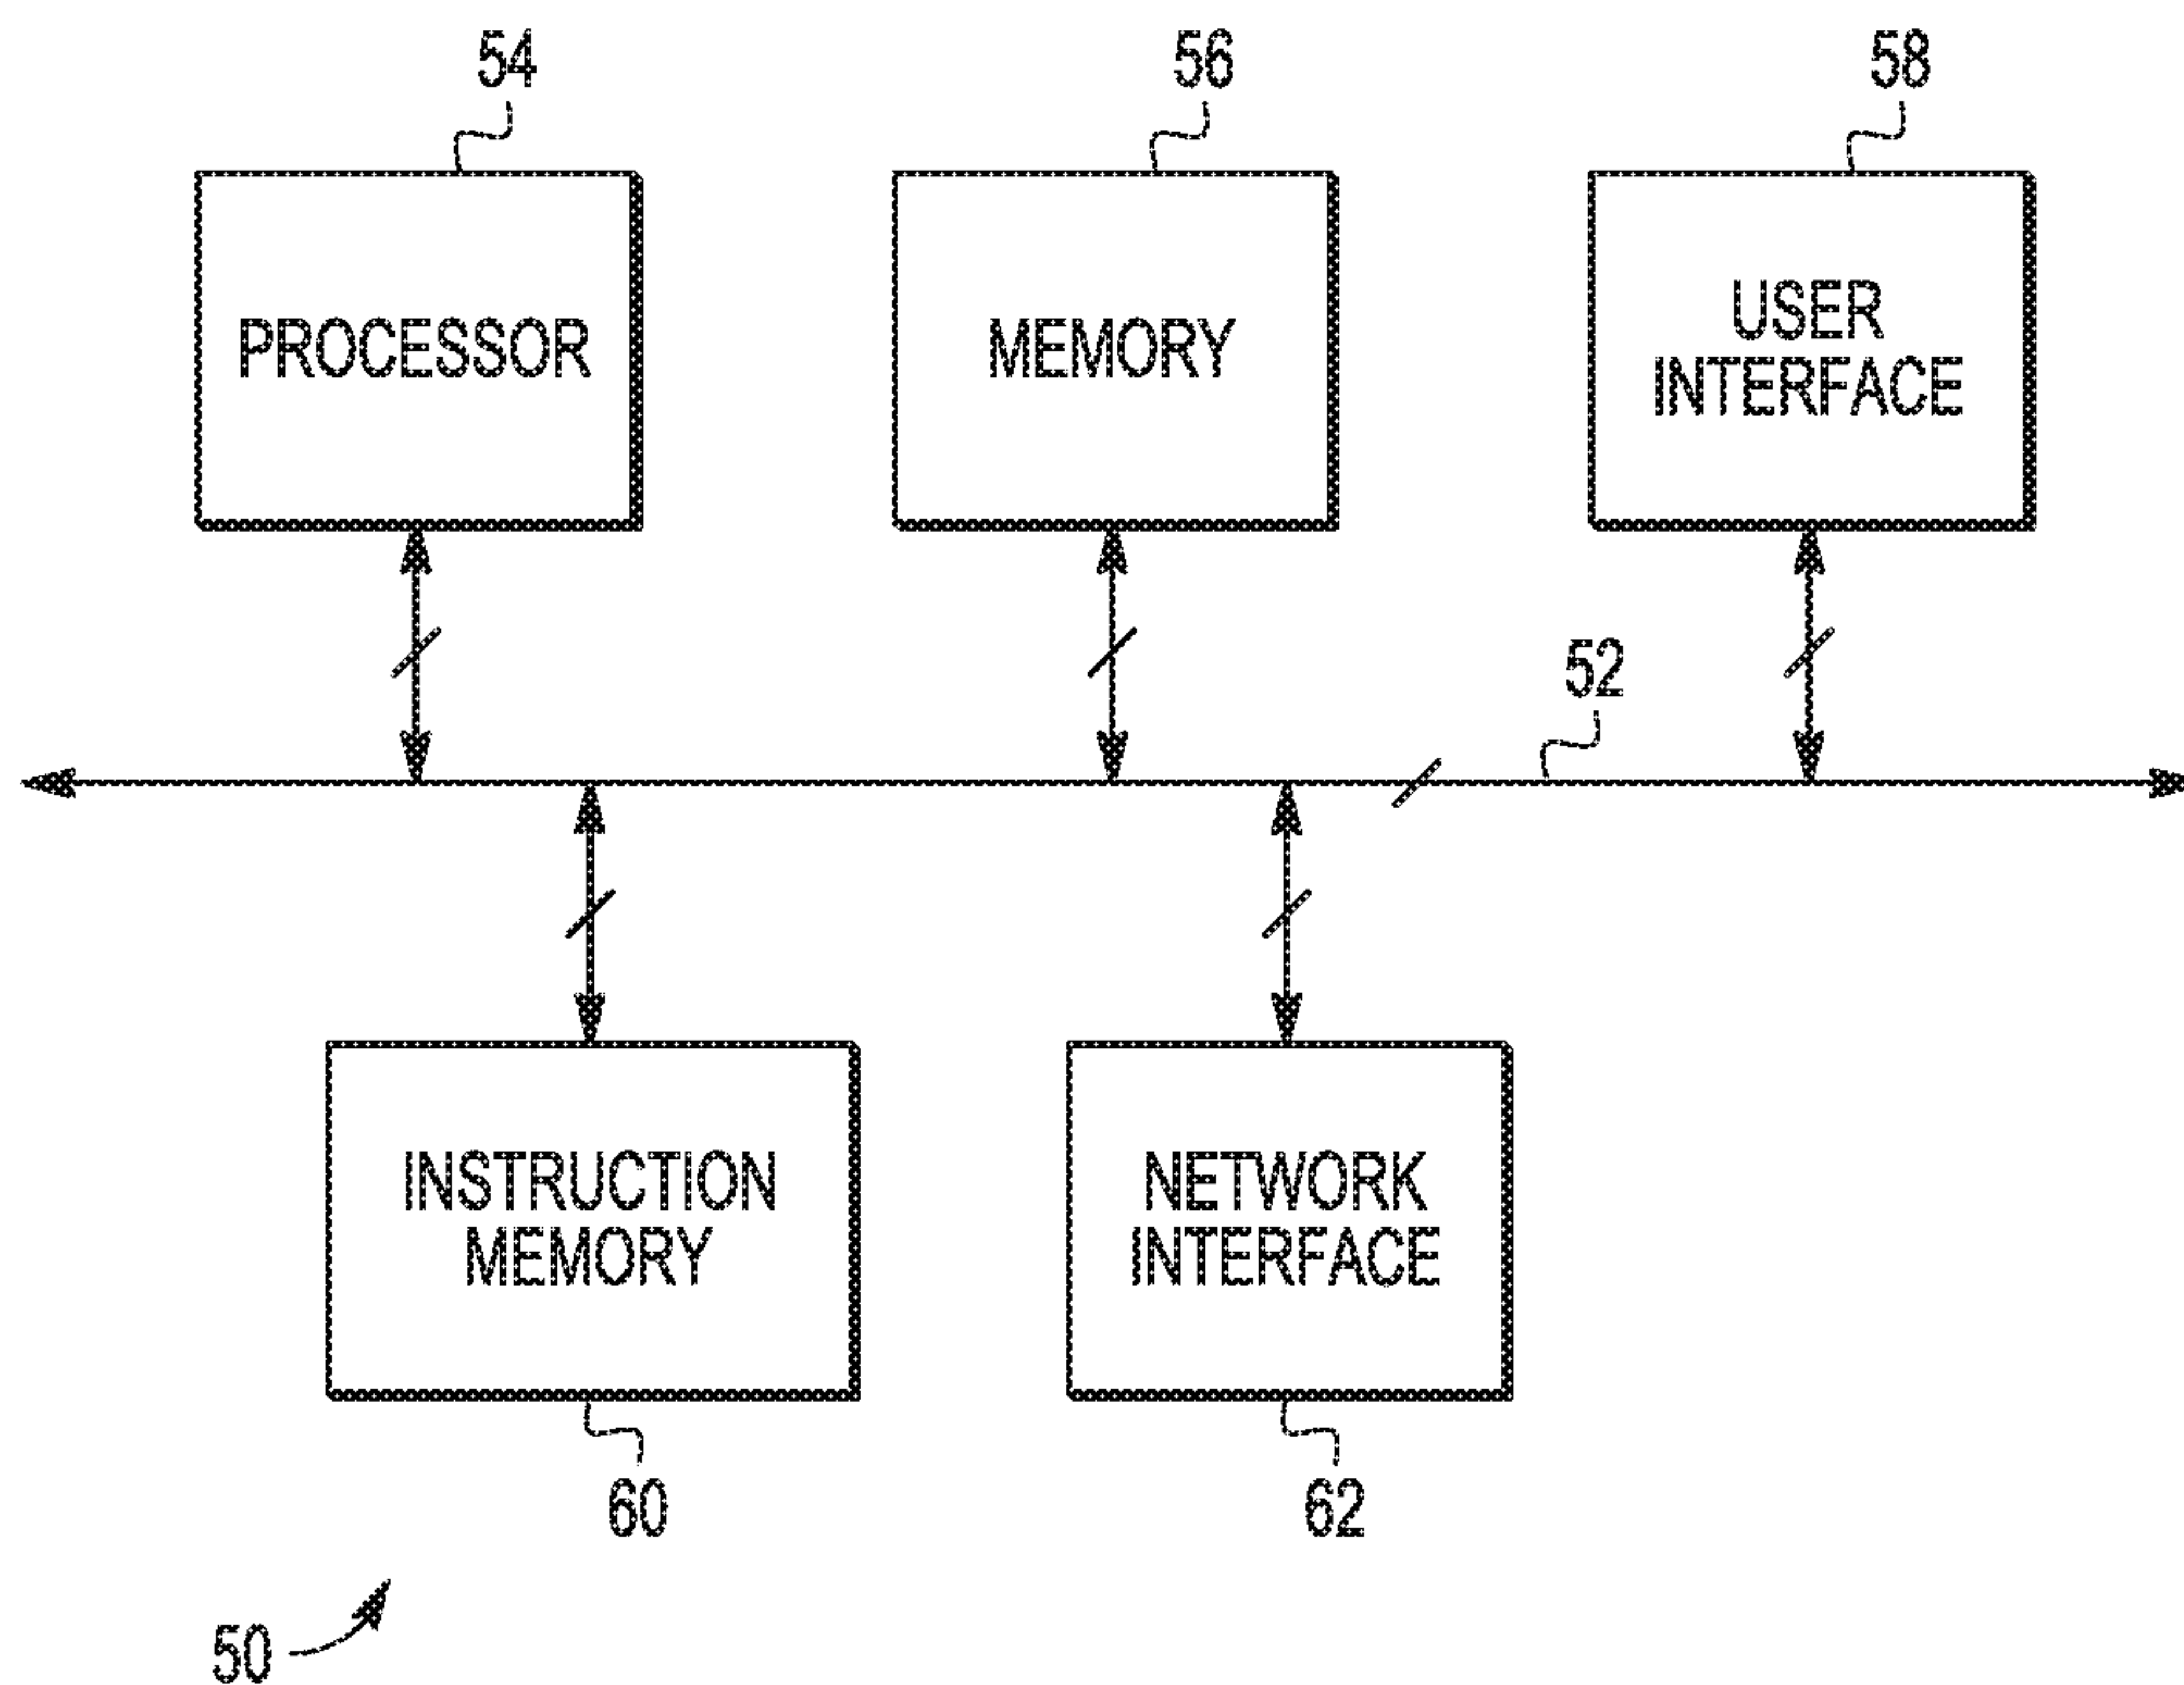 54
56
58
PROCESSOR
MEMORY
USER
INTERFACE
52
INSTRUCTION
MEMORY
NETWORK
INTERFACE
60
62
50